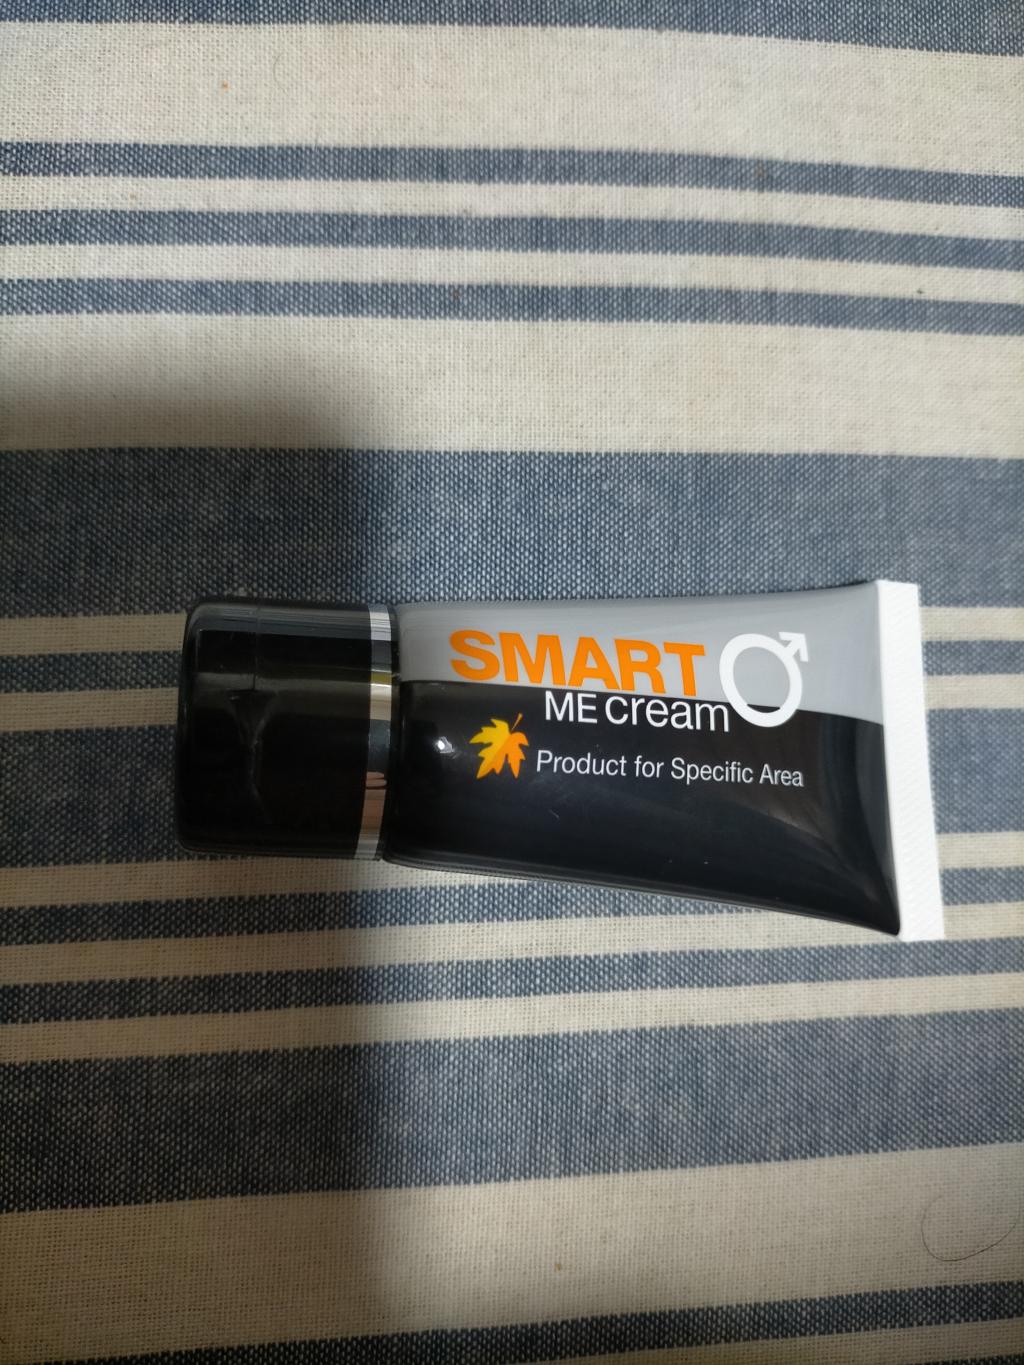 SMART
ME cream
Product for Specific Area